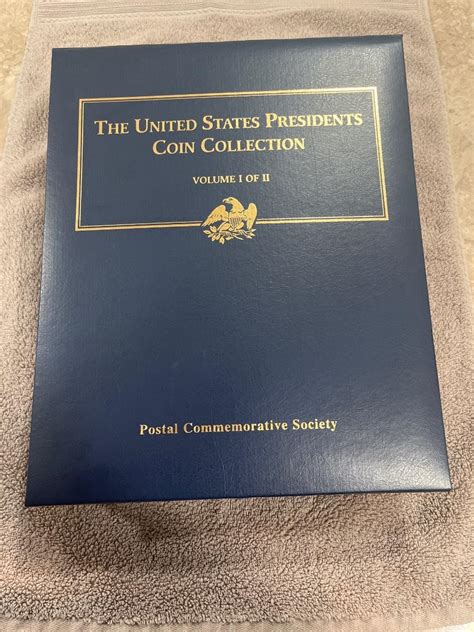 THE UNITED STATES PRESIDENTS
COIN COLLECTION
VOLUME I OF II
Postal Commemorative Society